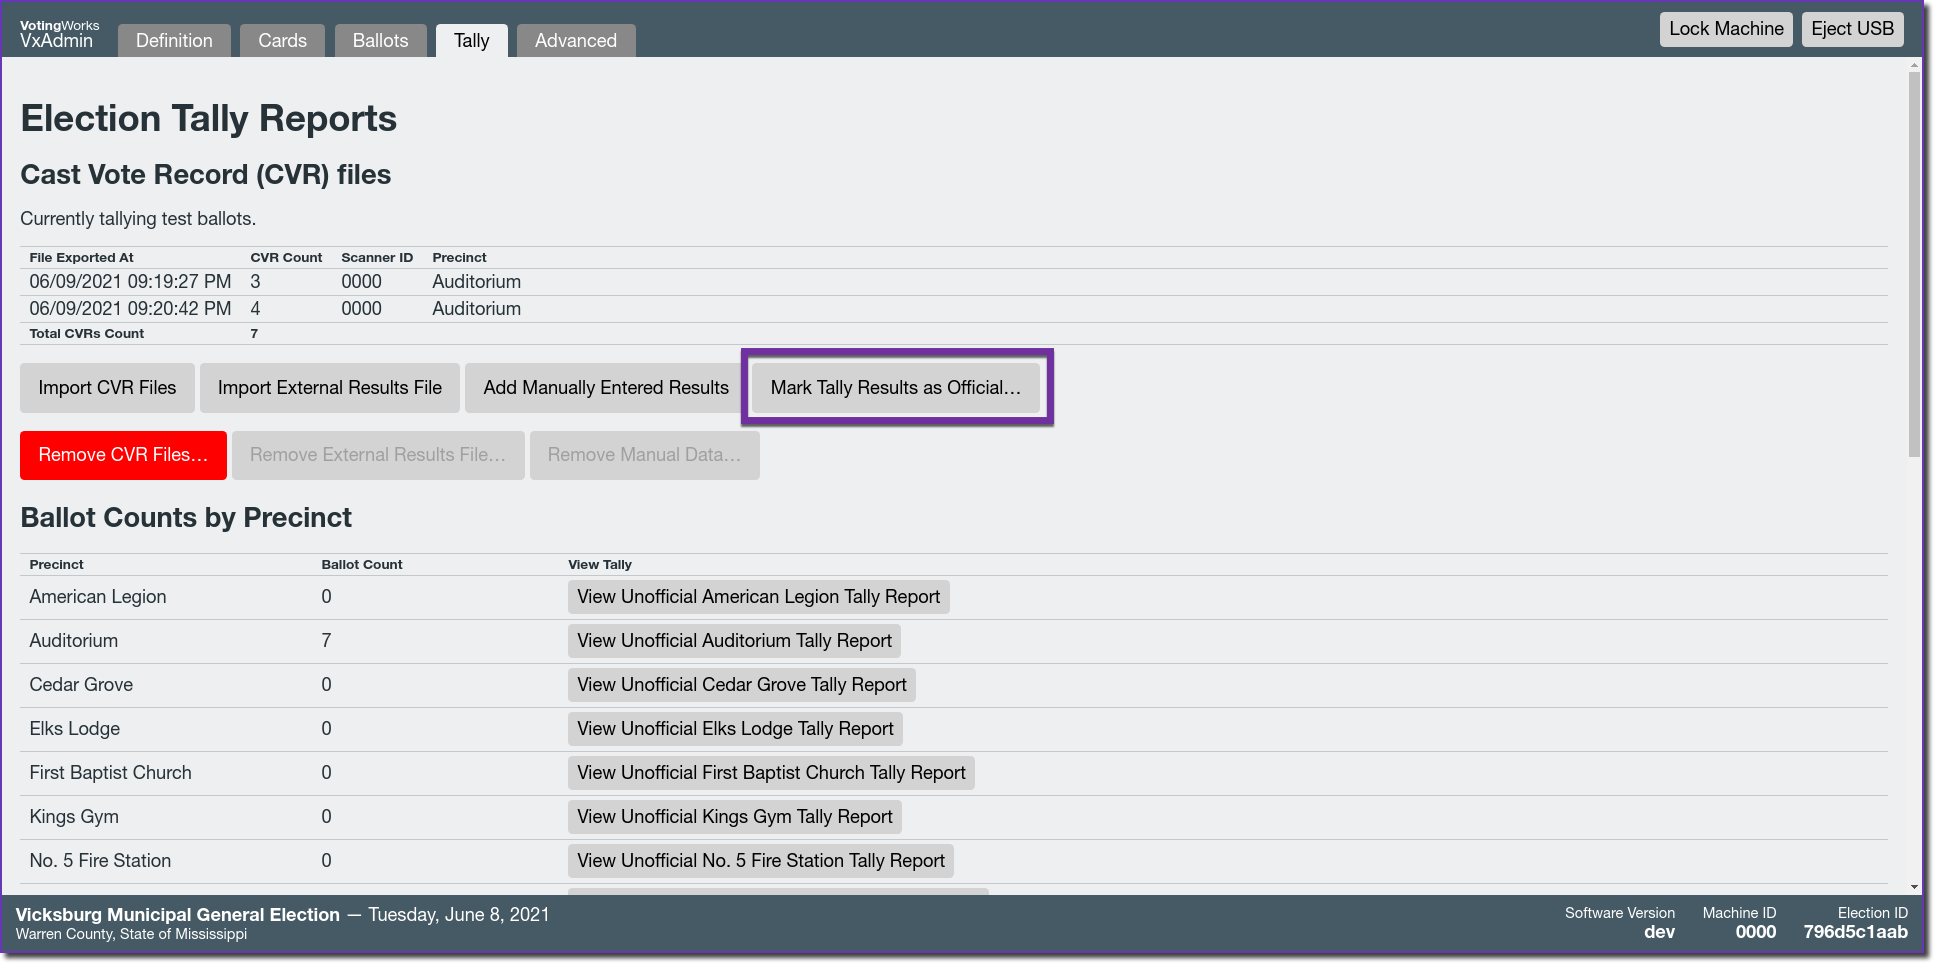 VotingWorks
VxAdmin
Definition
Cards
Ballots
Tally
Advanced
Lock Machine
Eject USB
Election Tally Reports
Cast Vote Record (CVR) files
Currently tallying test ballots.
File Exported At CVR Count Scanner ID Precinct
06/09/2021 09:19:27 PM 3 0000 Auditorium
06/09/2021 09:20:42 PM 4 0000 Auditorium
Total CVRs Count 7
Import CVR Files
Import External Results File
Add Manually Entered Results
Mark Tally Results as Official…
Remove CVR Files…
Remove External Results File…
Remove Manual Data…
Ballot Counts by Precinct
Precinct Ballot Count View Tally
American Legion 0 View Unofficial American Legion Tally Report
Auditorium 7 View Unofficial Auditorium Tally Report
Cedar Grove 0 View Unofficial Cedar Grove Tally Report
Elks Lodge 0 View Unofficial Elks Lodge Tally Report
First Baptist Church 0 View Unofficial First Baptist Church Tally Report
Kings Gym 0 View Unofficial Kings Gym Tally Report
No. 5 Fire Station 0 View Unofficial No. 5 Fire Station Tally Report
Vicksburg Municipal General Election — Tuesday, June 8, 2021
Warren County, State of Mississippi
Software Version
dev
Machine ID
0000
Election ID
796d5c1aab